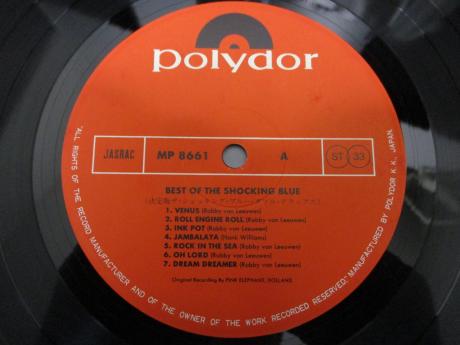 polydor
JASRAC MP 8661 A ST 33
BEST OF THE SHOCKING BLUE
1. VENUS (Robby van Leeuwen)
2. ROLL ENGINE ROLL (Robby van Leeuwen)
3. INK POT (Robby van Leeuwen)
4. JAMBALAYA (Hank Williams)
5. ROCK IN THE SEA (Robby van Leeuwen)
6. OH LORD (Robby van Leeuwen)
7. DREAM DREAMER (Robby van Leeuwen)
Original Recording By PINK ELEPHANT, HOLLAND
"ALL RIGHTS OF THE RECORD MANUFACTURER AND OF THE OWNER OF THE WORK RECORDED RESERVED." MANUFACTURED BY POLYDOR K.K., JAPAN.